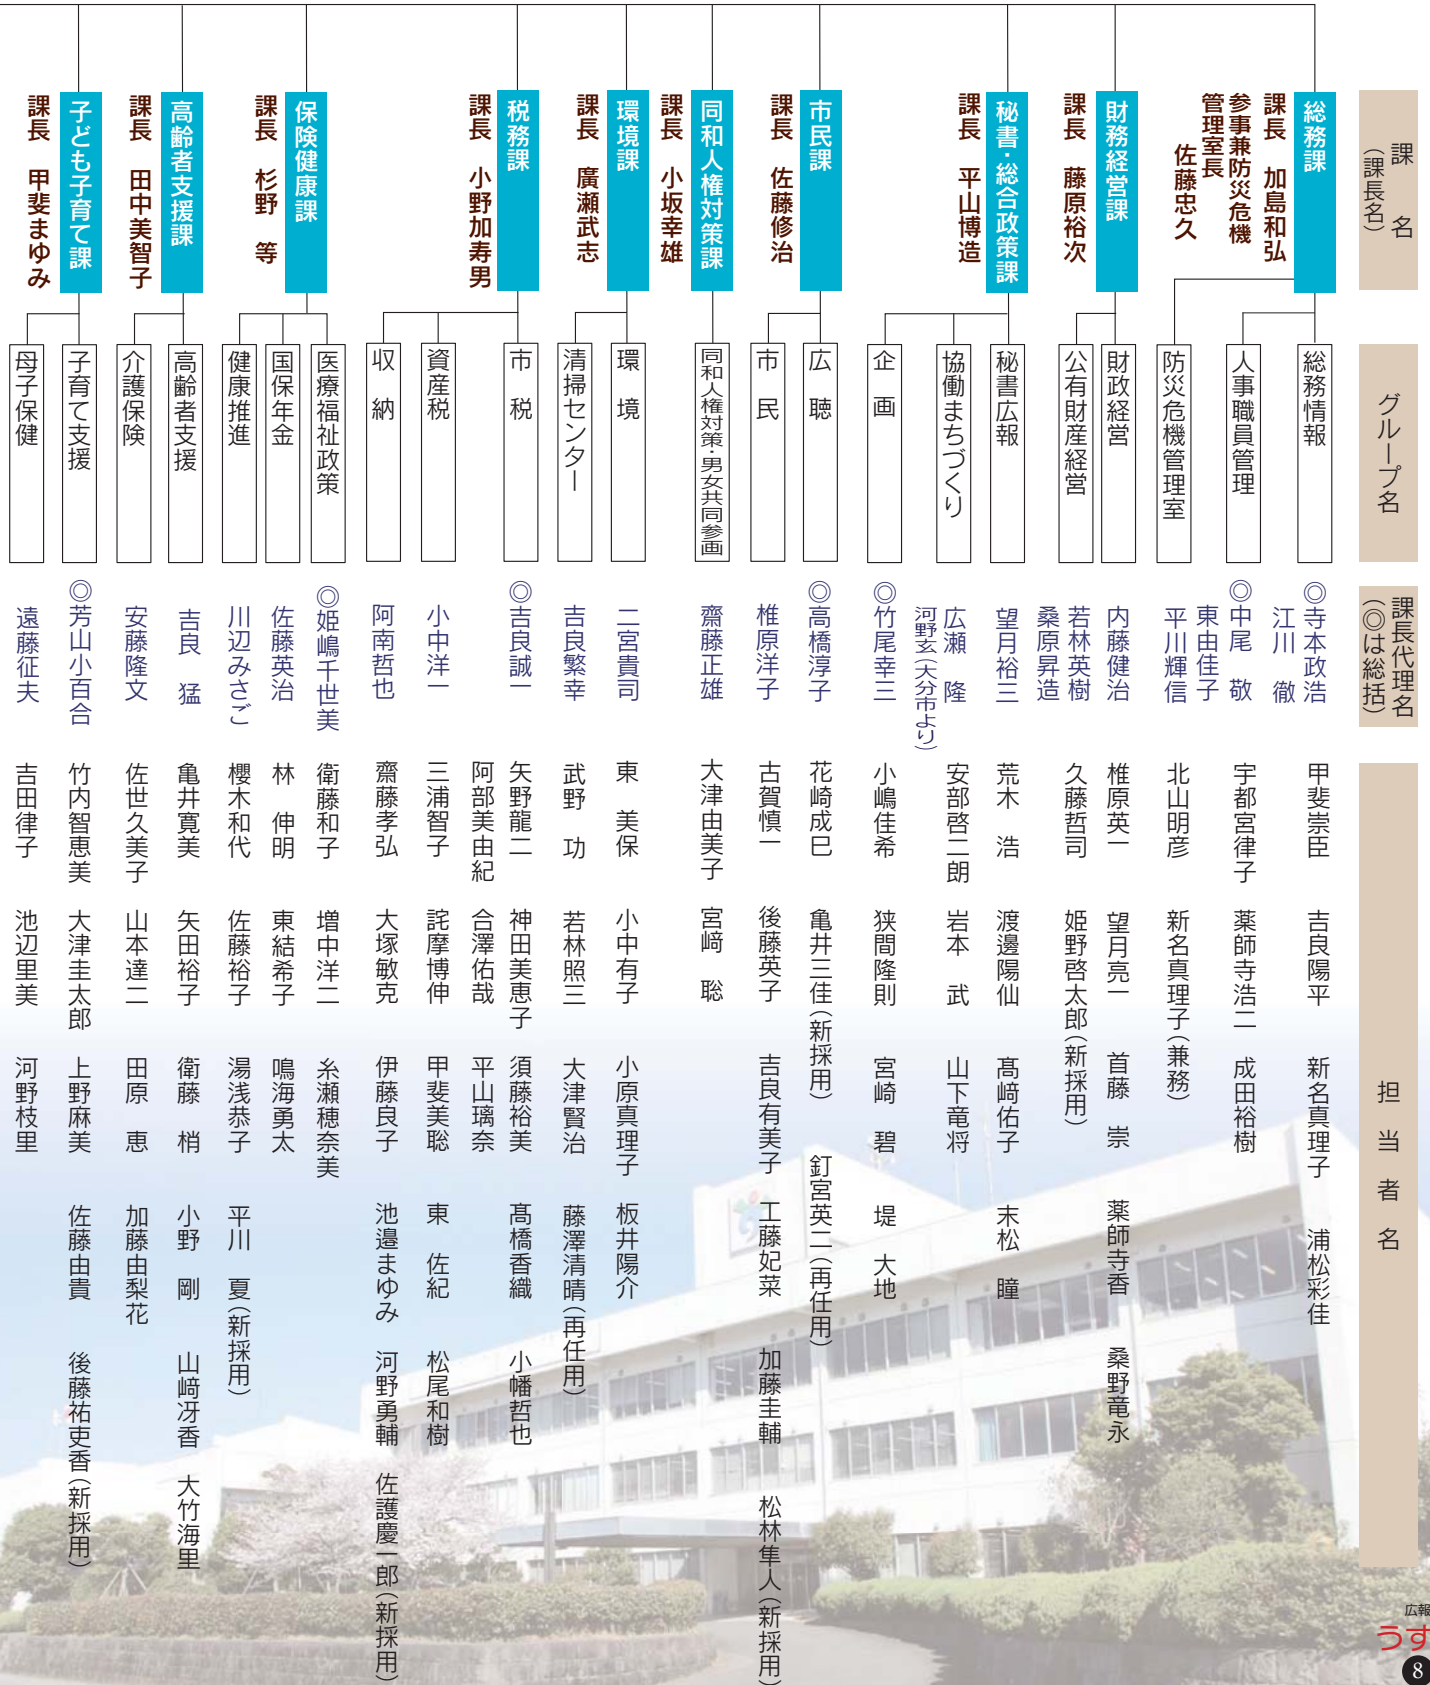 課　名
（課長名）
グループ名
課長代理名
（◎は総括）
担当者名
総務課
課長　加島和弘
参事兼防災危機
管理室長
佐藤忠久
総務情報
◎寺本政浩
江川　徹
甲斐崇臣　吉良陽平　新名真理子　浦松彩佳
人事職員管理
◎中尾　敬
東由佳子
宇都宮律子　薬師寺浩二　成田裕樹
防災危機管理室
平川輝信
北山明彦　新名真理子（兼務）
財務経営課
課長　藤原裕次
財政経営
内藤健治
椎原英一　望月亮一　首藤　崇　薬師寺香　桑野竜永
公有財産経営
若林英樹
桑原昇造
久藤哲司　姫野啓太郎（新採用）
秘書・総合政策課
課長　平山博造
秘書広報
望月裕三
荒木　浩　渡邊陽仙　髙﨑佑子　末松　瞳
協働まちづくり
広瀬　隆
河野玄（大分市より）
安部啓二朗　岩本　武　山下竜将
企　画
◎竹尾幸三
小嶋佳希　狭間隆則　宮崎　碧　堤　大地
市民課
課長　佐藤修治
広　聴
◎高橋淳子
花崎成巳　亀井三佳（新採用）　釘宮英二（再任用）
市　民
椎原洋子
古賀慎一　後藤英子　吉良有美子　工藤妃菜　加藤圭輔　松林隼人（新採用）
同和人権対策課
課長　小坂幸雄
同和人権対策・男女共同参画
齋藤正雄
大津由美子　宮﨑　聡
環境課
課長　廣瀬武志
環　境
二宮貴司
東　美保　小中有子　小原真理子　板井陽介
清掃センター
吉良繁幸
武野　功　若林照三　大津賢治　藤澤清晴（再任用）
税務課
課長　小野加寿男
市　税
◎吉良誠一
矢野龍二　神田美恵子　須藤裕美　髙橋香織　小幡哲也
阿部美由紀　合澤佑哉　平山璃奈
資産税
小中洋一
三浦智子　詫摩博伸　甲斐美聡　東　佐紀　松尾和樹
収　納
阿南哲也
齋藤孝弘　大塚敏克　伊藤良子　池邉まゆみ　河野勇輔　佐護慶一郎（新採用）
保険健康課
課長　杉野　等
医療福祉政策
◎姫嶋千世美
衛藤和子　増中洋二　糸瀬穂奈美
国保年金
佐藤英治
林　伸明　東結希子　鳴海勇太
健康推進
川辺みさご
櫻木和代　佐藤裕子　湯浅恭子　平川　夏（新採用）
高齢者支援課
課長　田中美智子
高齢者支援
吉良　猛
亀井寛美　矢田裕子　衛藤　梢　小野　剛　山﨑冴香　大竹海里
介護保険
安藤隆文
佐世久美子　山本達二　田原　恵　加藤由梨花
子ども子育て課
課長　甲斐まゆみ
子育て支援
◎芳山小百合
竹内智恵美　大津圭太郎　上野麻美　佐藤由貴　後藤祐吏香（新採用）
母子保健
遠藤征夫
吉田律子　池辺里美　河野枝里
広報
うす
8